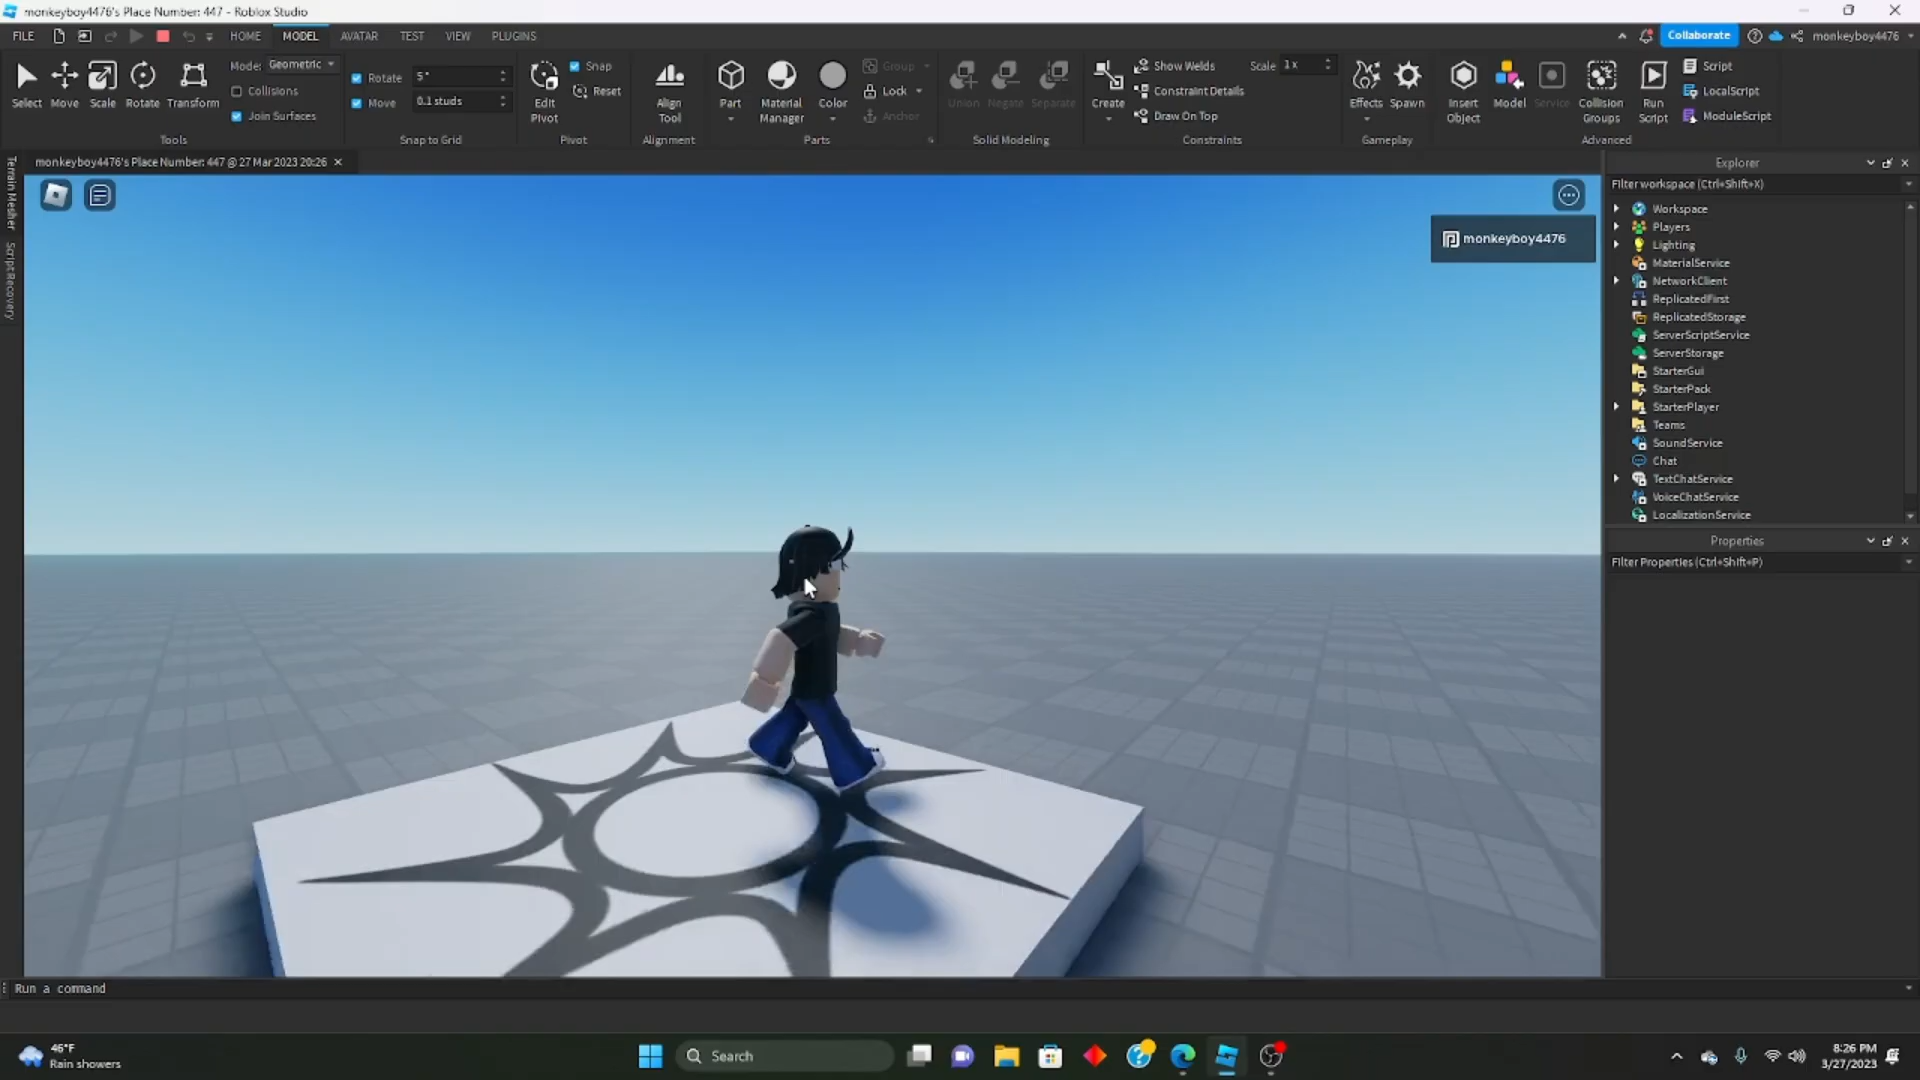 monkeyboy4476's Place Number: 447 - Roblox Studio
FILE HOME MODEL AVATAR TEST VIEW PLUGINS Collaborate monkeyboy4476
Select Move Scale Rotate Transform
Mode: Geometric
Collisions
Join Surfaces
Tools
Rotate 5°
Move 0.1 studs
Snap to Grid
Edit Pivot
Snap
Reset
Pivot
Align Tool
Alignment
Part
Material Manager
Color
Group
Lock
Anchor
Parts
Union Negate Separate
Solid Modeling
Create
Show Welds
Constraint Details
Draw On Top
Scale 1x
Constraints
Effects Spawn
Gameplay
Insert Object
Model
Service
Collision Groups
Run Script
Script
LocalScript
ModuleScript
Advanced
Terrain Mesher
Script Recovery
monkeyboy4476's Place Number: 447 @ 27 Mar 2023 20:26
monkeyboy4476
Explorer
Filter workspace (Ctrl+Shift+X)
Workspace
Players
Lighting
MaterialService
NetworkClient
ReplicatedFirst
ReplicatedStorage
ServerScriptService
ServerStorage
StarterGui
StarterPack
StarterPlayer
Teams
SoundService
Chat
TextChatService
VoiceChatService
LocalizationService
Properties
Filter Properties (Ctrl+Shift+P)
Run a command
46°F
Rain showers
Search
8:26 PM
3/27/2023